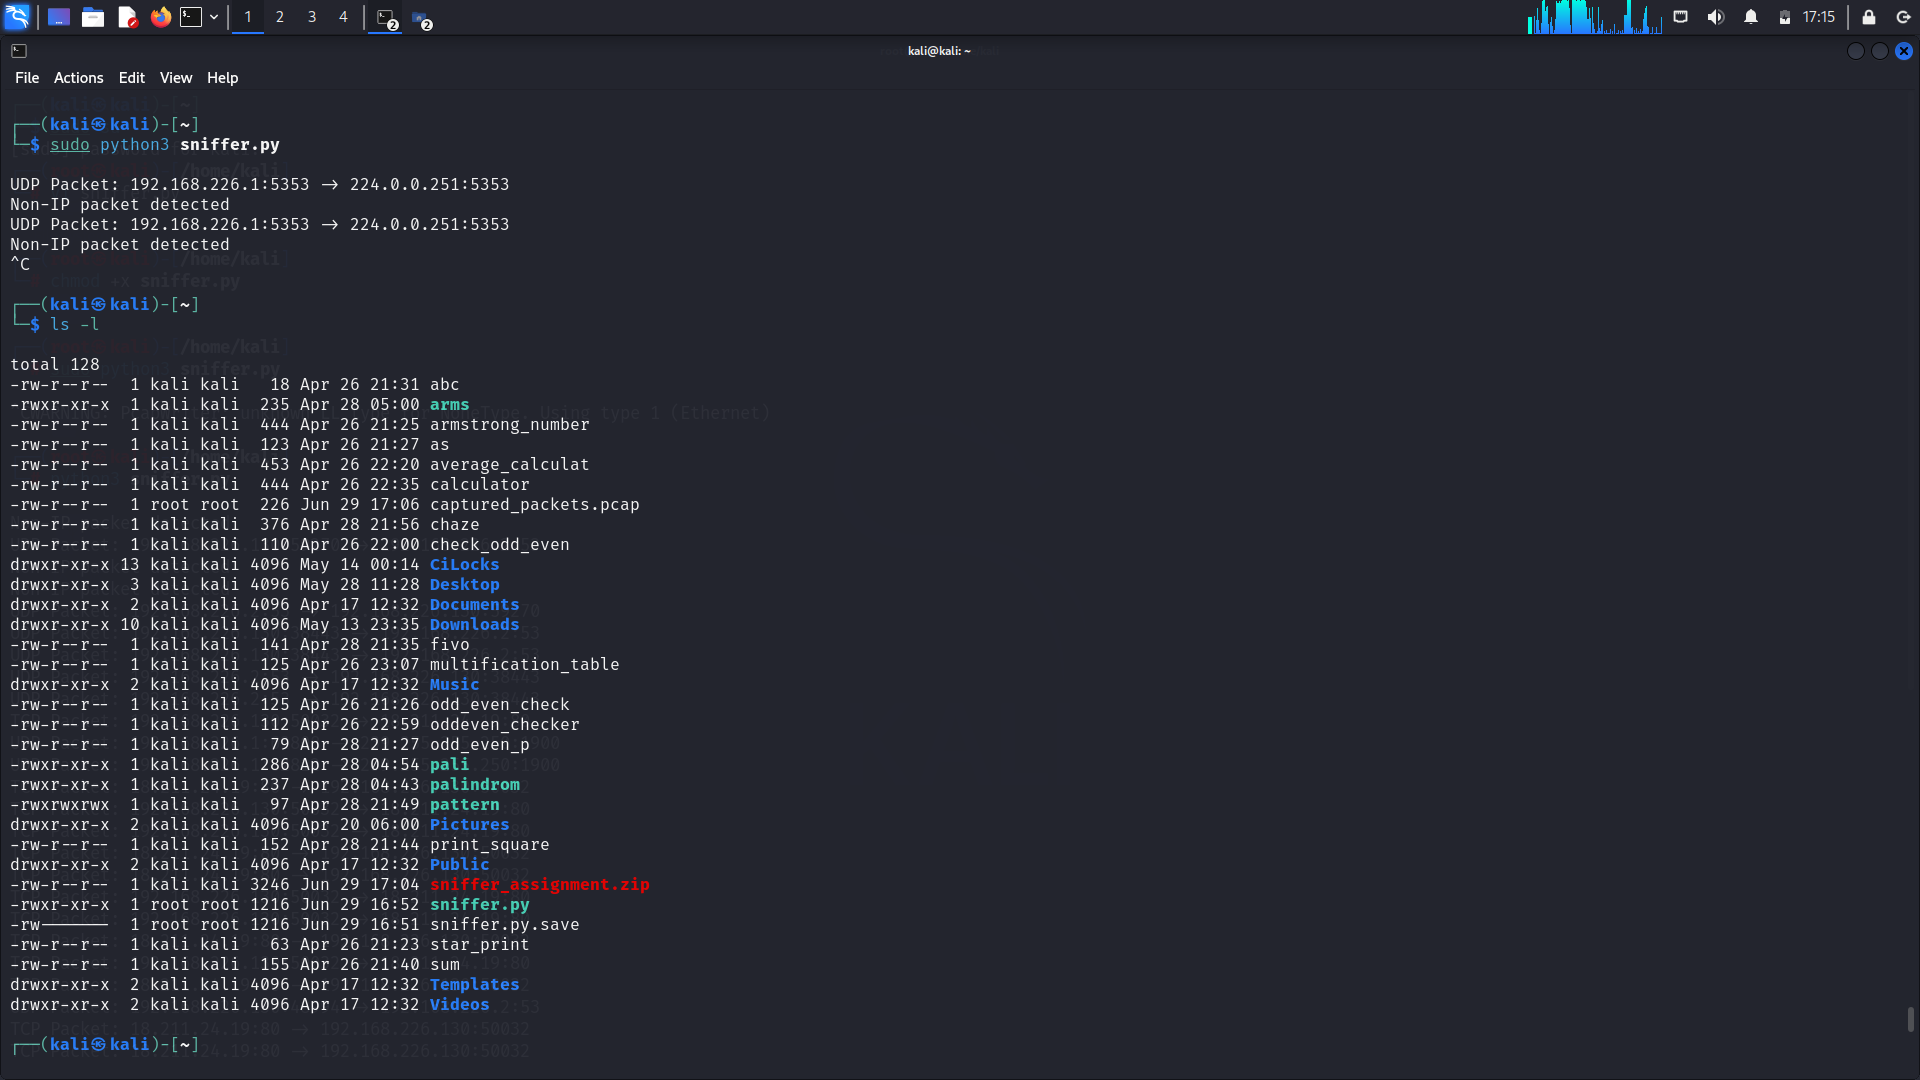 1 2 3 4 2 2 17:15
kali@kali: ~
File Actions Edit View Help
┌──(kali㉿kali)-[~]
└─$ sudo python3 sniffer.py
UDP Packet: 192.168.226.1:5353 → 224.0.0.251:5353
Non-IP packet detected
UDP Packet: 192.168.226.1:5353 → 224.0.0.251:5353
Non-IP packet detected
^C
┌──(kali㉿kali)-[~]
└─$ ls -l
total 128
-rw-r--r-- 1 kali kali 18 Apr 26 21:31 abc
-rwxr-xr-x 1 kali kali 235 Apr 28 05:00 arms
-rw-r--r-- 1 kali kali 444 Apr 26 21:25 armstrong_number
-rw-r--r-- 1 kali kali 123 Apr 26 21:27 as
-rw-r--r-- 1 kali kali 453 Apr 26 22:20 average_calculat
-rw-r--r-- 1 kali kali 444 Apr 26 22:35 calculator
-rw-r--r-- 1 root root 226 Jun 29 17:06 captured_packets.pcap
-rw-r--r-- 1 kali kali 376 Apr 28 21:56 chaze
-rw-r--r-- 1 kali kali 110 Apr 26 22:00 check_odd_even
drwxr-xr-x 13 kali kali 4096 May 14 00:14 CiLocks
drwxr-xr-x 3 kali kali 4096 May 28 11:28 Desktop
drwxr-xr-x 2 kali kali 4096 Apr 17 12:32 Documents
drwxr-xr-x 10 kali kali 4096 May 13 23:35 Downloads
-rw-r--r-- 1 kali kali 141 Apr 28 21:35 fivo
-rw-r--r-- 1 kali kali 125 Apr 26 23:07 multification_table
drwxr-xr-x 2 kali kali 4096 Apr 17 12:32 Music
-rw-r--r-- 1 kali kali 125 Apr 26 21:26 odd_even_check
-rw-r--r-- 1 kali kali 112 Apr 26 22:59 oddeven_checker
-rw-r--r-- 1 kali kali 79 Apr 28 21:27 odd_even_p
-rwxr-xr-x 1 kali kali 286 Apr 28 04:54 pali
-rwxr-xr-x 1 kali kali 237 Apr 28 04:43 palindrom
-rwxrwxrwx 1 kali kali 97 Apr 28 21:49 pattern
drwxr-xr-x 2 kali kali 4096 Apr 20 06:00 Pictures
-rw-r--r-- 1 kali kali 152 Apr 28 21:44 print_square
drwxr-xr-x 2 kali kali 4096 Apr 17 12:32 Public
-rw-r--r-- 1 kali kali 3246 Jun 29 17:04 sniffer_assignment.zip
-rwxr-xr-x 1 root root 1216 Jun 29 16:52 sniffer.py
-rw------- 1 root root 1216 Jun 29 16:51 sniffer.py.save
-rw-r--r-- 1 kali kali 63 Apr 26 21:23 star_print
-rw-r--r-- 1 kali kali 155 Apr 26 21:40 sum
drwxr-xr-x 2 kali kali 4096 Apr 17 12:32 Templates
drwxr-xr-x 2 kali kali 4096 Apr 17 12:32 Videos
┌──(kali㉿kali)-[~]